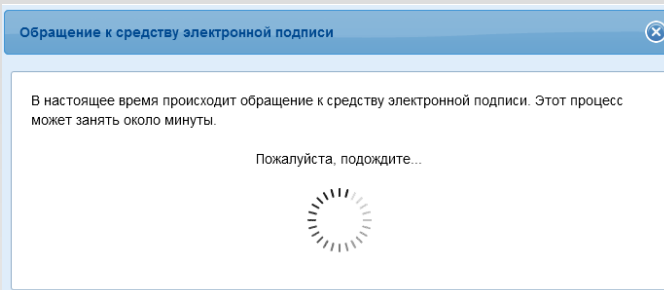 Обращение к средству электронной подписи
В настоящее время происходит обращение к средству электронной подписи. Этот процесс
может занять около минуты.
Пожалуйста, подождите...